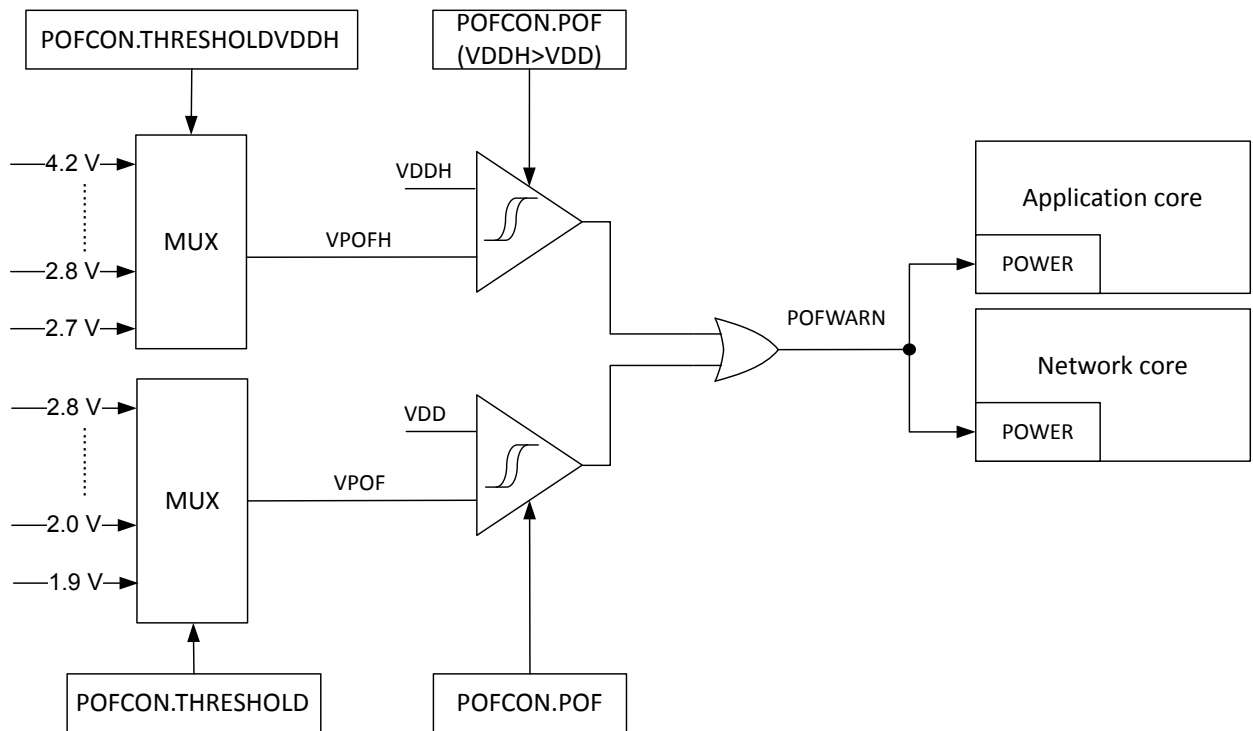 POFCON.THRESHOLDVDDH
POFCON.POF
(VDDH>VDD)
4.2 V
2.8 V
2.7 V
MUX
VDDH
VPOFH
Application core
POWER
POFWARN
Network core
POWER
2.8 V
2.0 V
1.9 V
MUX
VDD
VPOF
POFCON.THRESHOLD
POFCON.POF